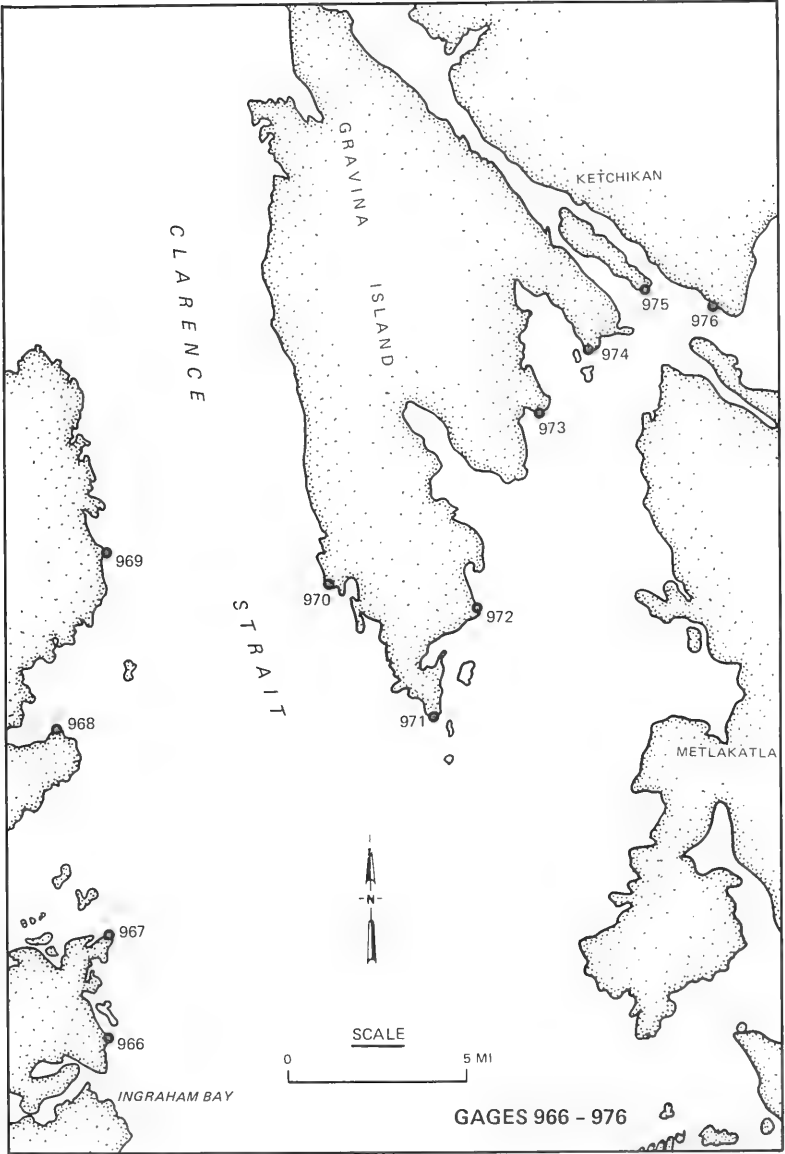 KETCHIKAN
GRAVINA
ISLAND
CLARENCE
STRAIT
975
976
974
973
969
970
972
971
968
METLAKATLA
967
966
N
SCALE
0 5 MI
INGRAHAM BAY
GAGES 966 - 976